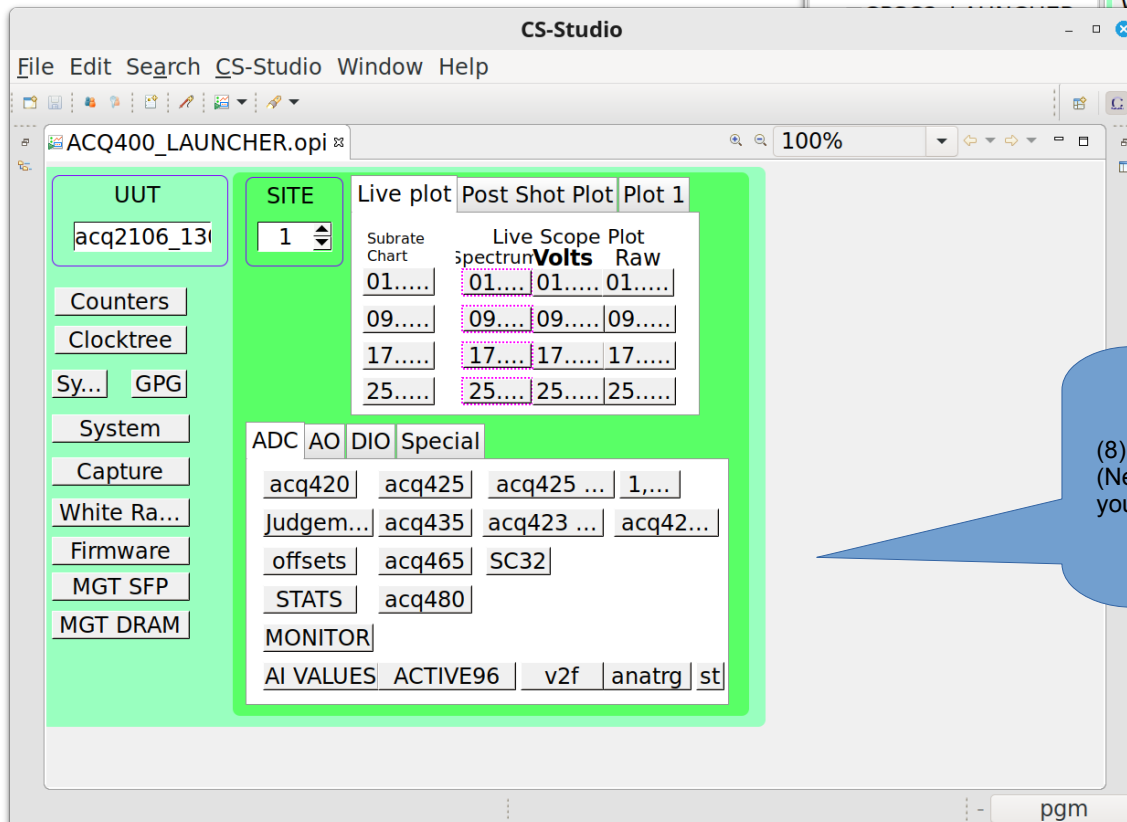 CS-Studio
File Edit Search CS-Studio Window Help
ACQ400_LAUNCHER.opi
100%
UUT
SITE
Live plot Post Shot Plot Plot 1
1
Subrate Chart
Live Scope Plot
Volts Raw
01..... 01.... 01..... 01.....
09..... 09.... 09..... 09.....
17..... 17.... 17..... 17.....
25..... 25.... 25..... 25.....
Counters
Clocktree
Sy... GPG
System
Capture
White Ra...
Firmware
MGT SFP
MGT DRAM
ADC AO DIO Special
acq420 acq425 acq425 ... 1,...
Judgem... acq435 acq423 ... acq42...
offsets acq465 SC32
STATS acq480
MONITOR
AI VALUES ACTIVE96 v2f anatrg st
(8)
pgm